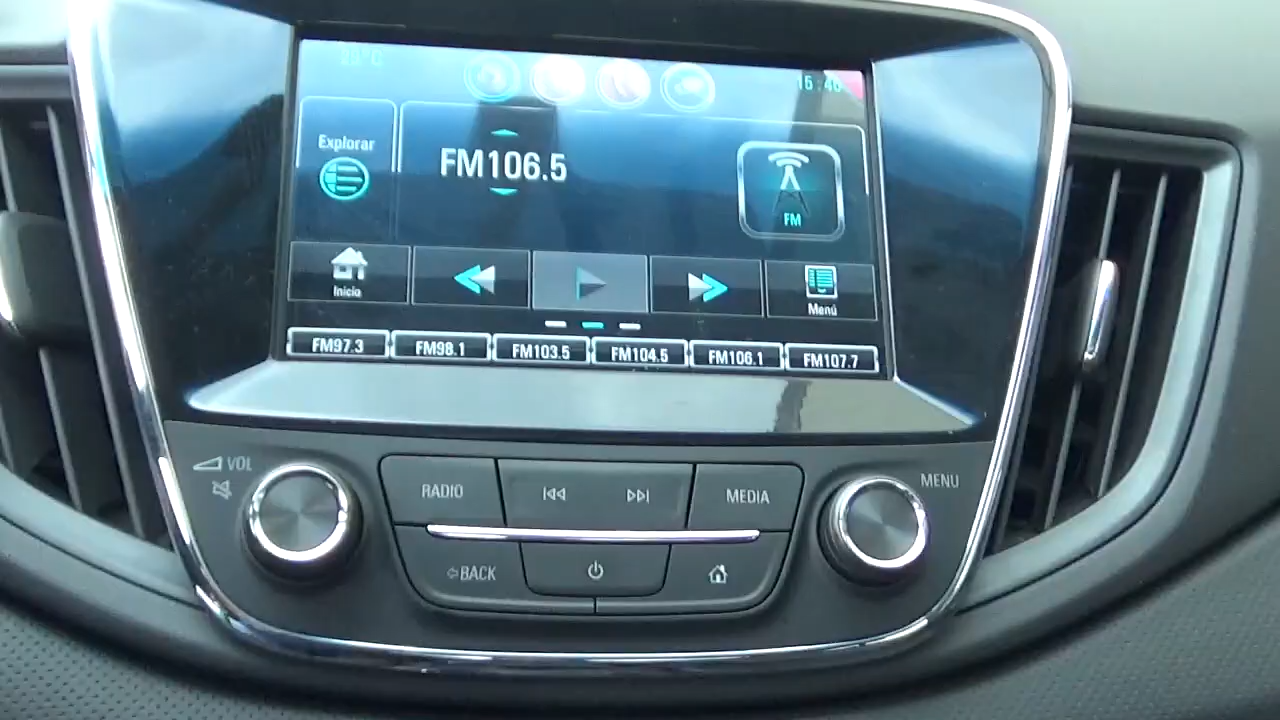 Explorar
FM106.5
FM
Inicio
Menú
FM97.3 FM98.1 FM103.5 FM104.5 FM106.1 FM107.7
VOL
MENU
RADIO
MEDIA
BACK